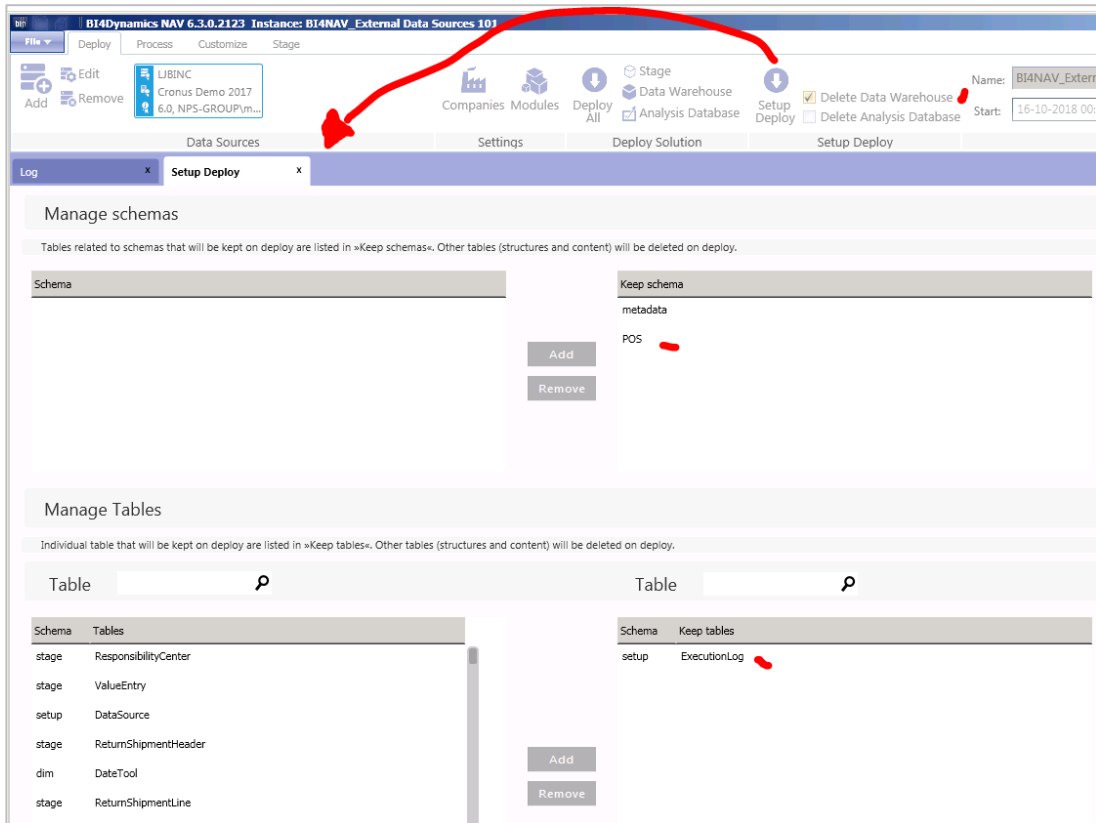 BI4Dynamics NAV 6.3.0.2123 Instance: BI4NAV_External Data Sources 101
File Deploy Process Customize Stage
Add
Edit
Remove
LJBINC
Cronus Demo 2017
6.0, NPS-GROUP\m...
Data Sources
Companies Modules
Settings
Deploy All
Stage
Data Warehouse
Analysis Database
Deploy Solution
Setup Deploy
Delete Data Warehouse
Delete Analysis Database
Setup Deploy
Name: BI4NAV_Extern
Start: 16-10-2018 00:
Log x Setup Deploy x
Manage schemas
Tables related to schemas that will be kept on deploy are listed in »Keep schemas«. Other tables (structures and content) will be deleted on deploy.
Schema
Keep schema
metadata
POS
Add
Remove
Manage Tables
Individual table that will be kept on deploy are listed in »Keep tables«. Other tables (structures and content) will be deleted on deploy.
Table
Table
Schema Tables
stage ResponsibilityCenter
stage ValueEntry
setup DataSource
stage ReturnShipmentHeader
dim DateTool
stage ReturnShipmentLine
Add
Remove
Schema Keep tables
setup ExecutionLog